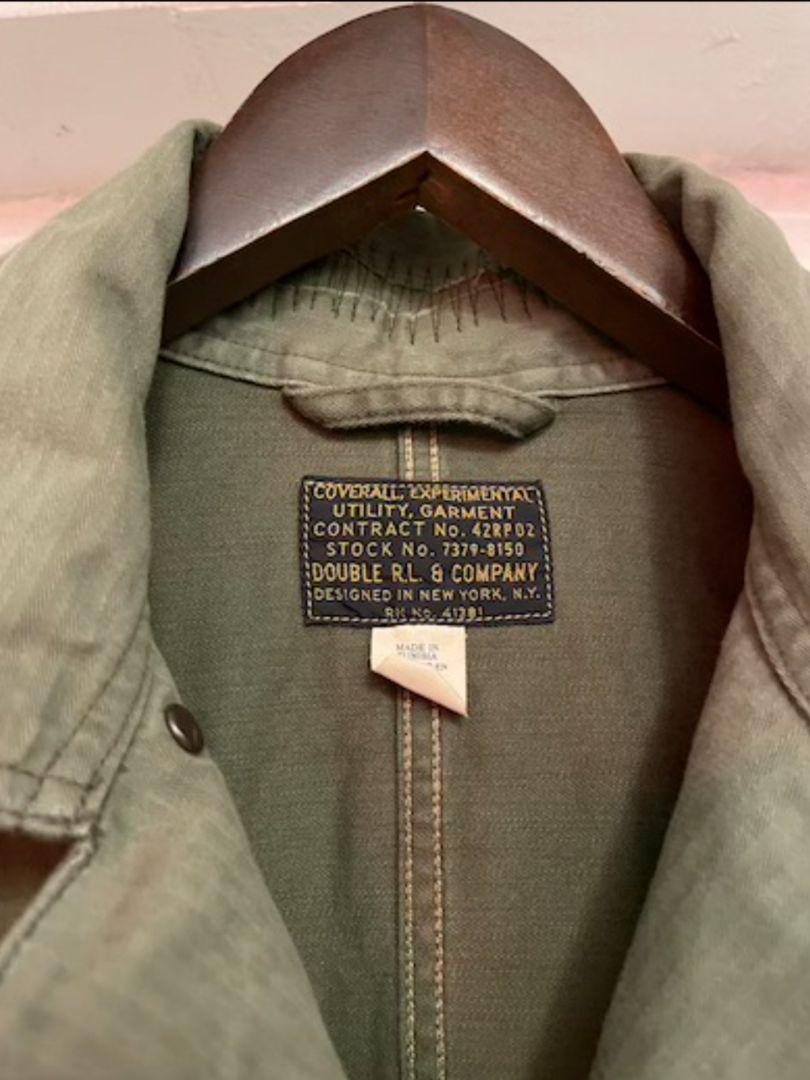 COVERALL, EXPERIMENTAL
UTILITY, GARMENT
CONTRACT No. 42RP02
STOCK No. 7379-8150
DOUBLE R.L. & COMPANY
DESIGNED IN NEW YORK, N.Y.
RN No. 41381
MADE IN
TUNISIA